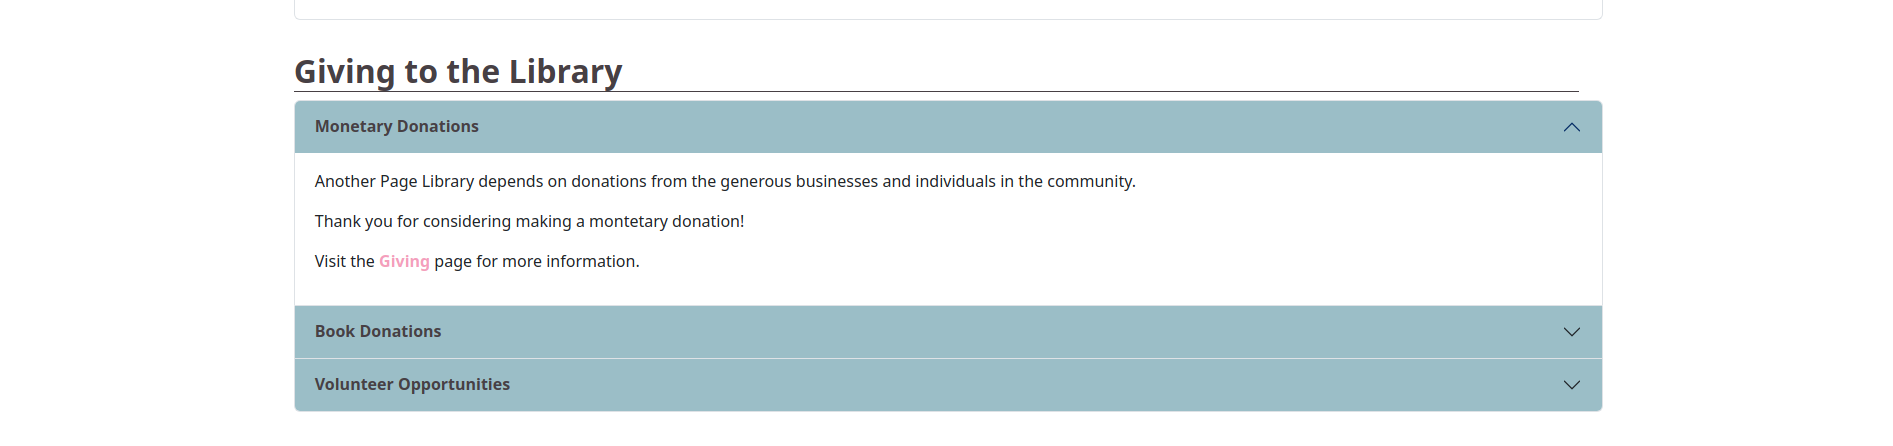 Giving to the Library
Monetary Donations
Another Page Library depends on donations from the generous businesses and individuals in the community.
Thank you for considering making a montetary donation!
Visit the Giving page for more information.
Book Donations
Volunteer Opportunities